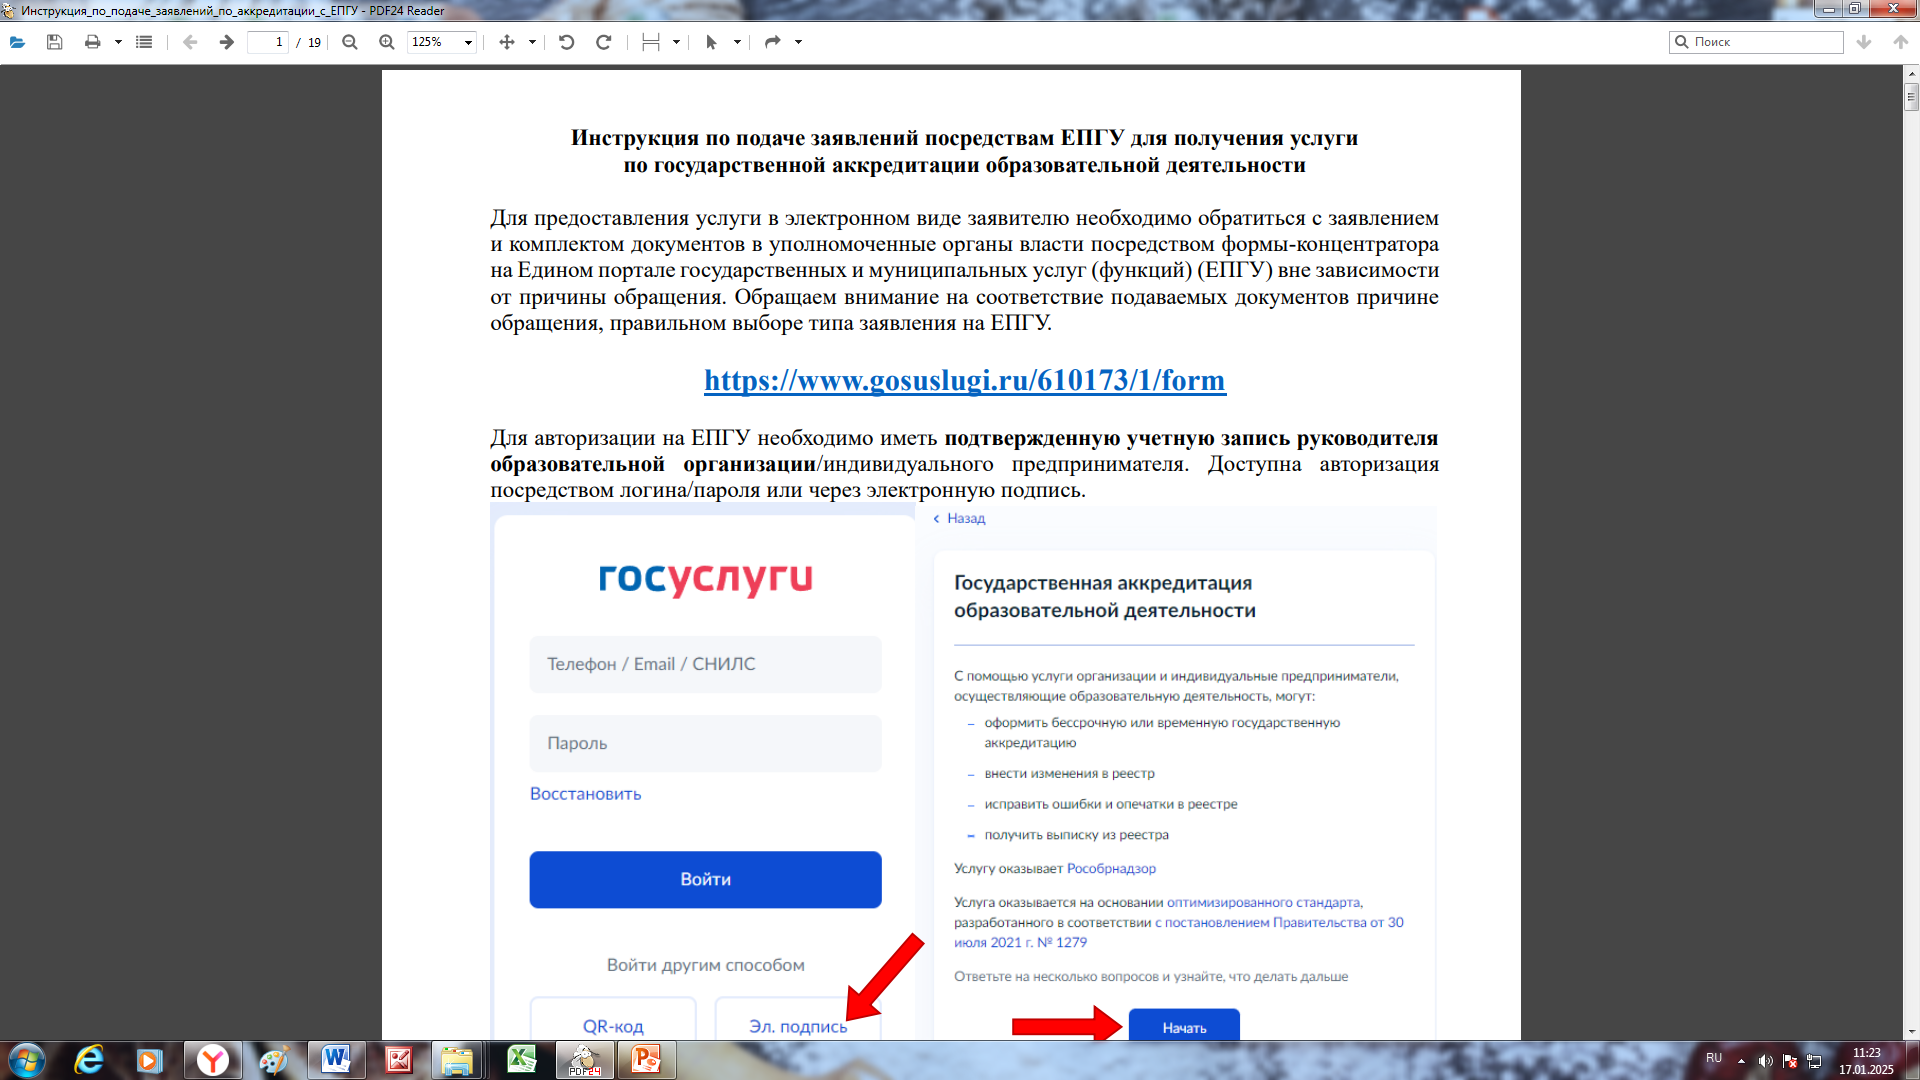 Инструкция_по_подаче_заявлений_по_аккредитации_с_ЕПГУ - PDF24 Reader
1 / 19
125%
Поиск
Инструкция по подаче заявлений посредствам ЕПГУ для получения услуги
по государственной аккредитации образовательной деятельности
Для предоставления услуги в электронном виде заявителю необходимо обратиться с заявлением
и комплектом документов в уполномоченные органы власти посредством формы-концентратора
на Едином портале государственных и муниципальных услуг (функций) (ЕПГУ) вне зависимости
от причины обращения. Обращаем внимание на соответствие подаваемых документов причине
обращения, правильном выборе типа заявления на ЕПГУ.
https://www.gosuslugi.ru/610173/1/form
Для авторизации на ЕПГУ необходимо иметь подтвержденную учетную запись руководителя
образовательной организации/индивидуального предпринимателя. Доступна авторизация
посредством логина/пароля или через электронную подпись.
госуслуги
Телефон / Email / СНИЛС
Пароль
Восстановить
Войти
Войти другим способом
QR-код
Эл. подпись
Назад
Государственная аккредитация
образовательной деятельности
С помощью услуги организации и индивидуальные предприниматели,
осуществляющие образовательную деятельность, могут:
– оформить бессрочную или временную государственную
аккредитацию
– внести изменения в реестр
– исправить ошибки и опечатки в реестре
– получить выписку из реестра
Услугу оказывает Рособрнадзор
Услуга оказывается на основании оптимизированного стандарта,
разработанного в соответствии с постановлением Правительства от 30
июля 2021 г. № 1279
Ответьте на несколько вопросов и узнайте, что делать дальше
Начать
PDF24
RU
11:23
17.01.2025